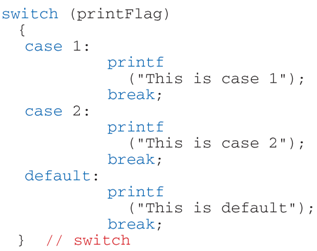 switch (printFlag)
{
case 1:
printf
("This is case 1");
break;
case 2:
printf
("This is case 2");
break;
default:
printf
("This is default");
break;
} // switch